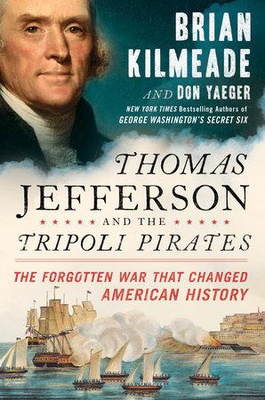 BRIAN
KILMEADE
AND DON YAEGER
NEW YORK TIMES Bestselling Authors of
GEORGE WASHINGTON'S SECRET SIX
THOMAS
JEFFERSON
AND THE
TRIPOLI PIRATES
THE FORGOTTEN WAR THAT CHANGED
AMERICAN HISTORY